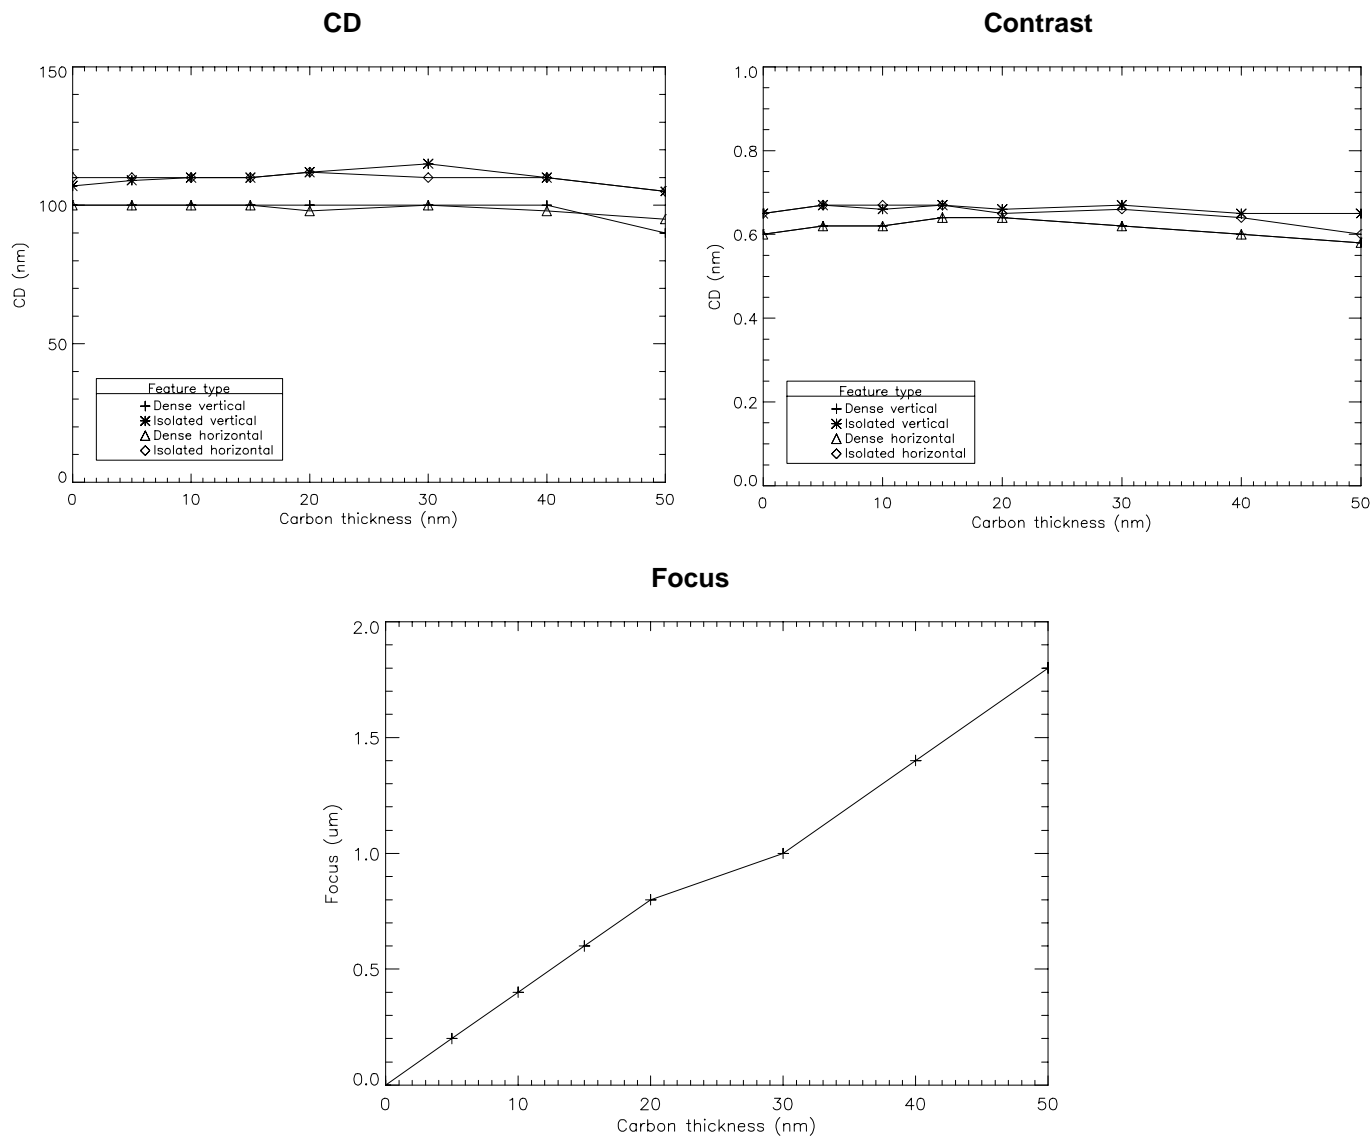 CD
150
100
50
0
CD (nm)
Feature type
Dense vertical
Isolated vertical
Dense horizontal
Isolated horizontal
0 10 20 30 40 50
Carbon thickness (nm)
Contrast
1.0
0.8
0.6
0.4
0.2
0.0
CD (nm)
Feature type
Dense vertical
Isolated vertical
Dense horizontal
Isolated horizontal
0 10 20 30 40 50
Carbon thickness (nm)
Focus
2.0
1.5
1.0
0.5
0.0
Focus (um)
0 10 20 30 40 50
Carbon thickness (nm)